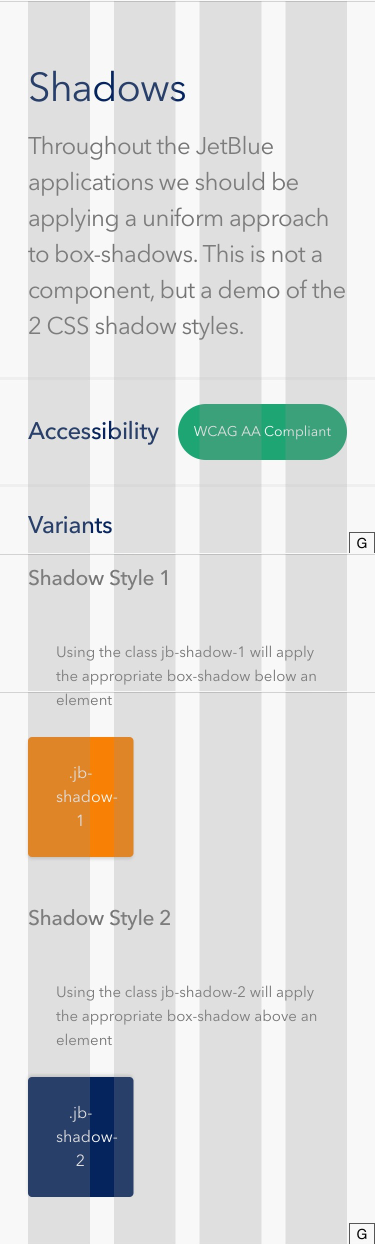 Shadows
Throughout the JetBlue
applications we should be
applying a uniform approach
to box-shadows. This is not a
component, but a demo of the
2 CSS shadow styles.
Accessibility
WCAG AA Compliant
Variants
G
Shadow Style 1
Using the class jb-shadow-1 will apply
the appropriate box-shadow below an
element
.jb-
shadow-
1
Shadow Style 2
Using the class jb-shadow-2 will apply
the appropriate box-shadow above an
element
.jb-
shadow-
2
G